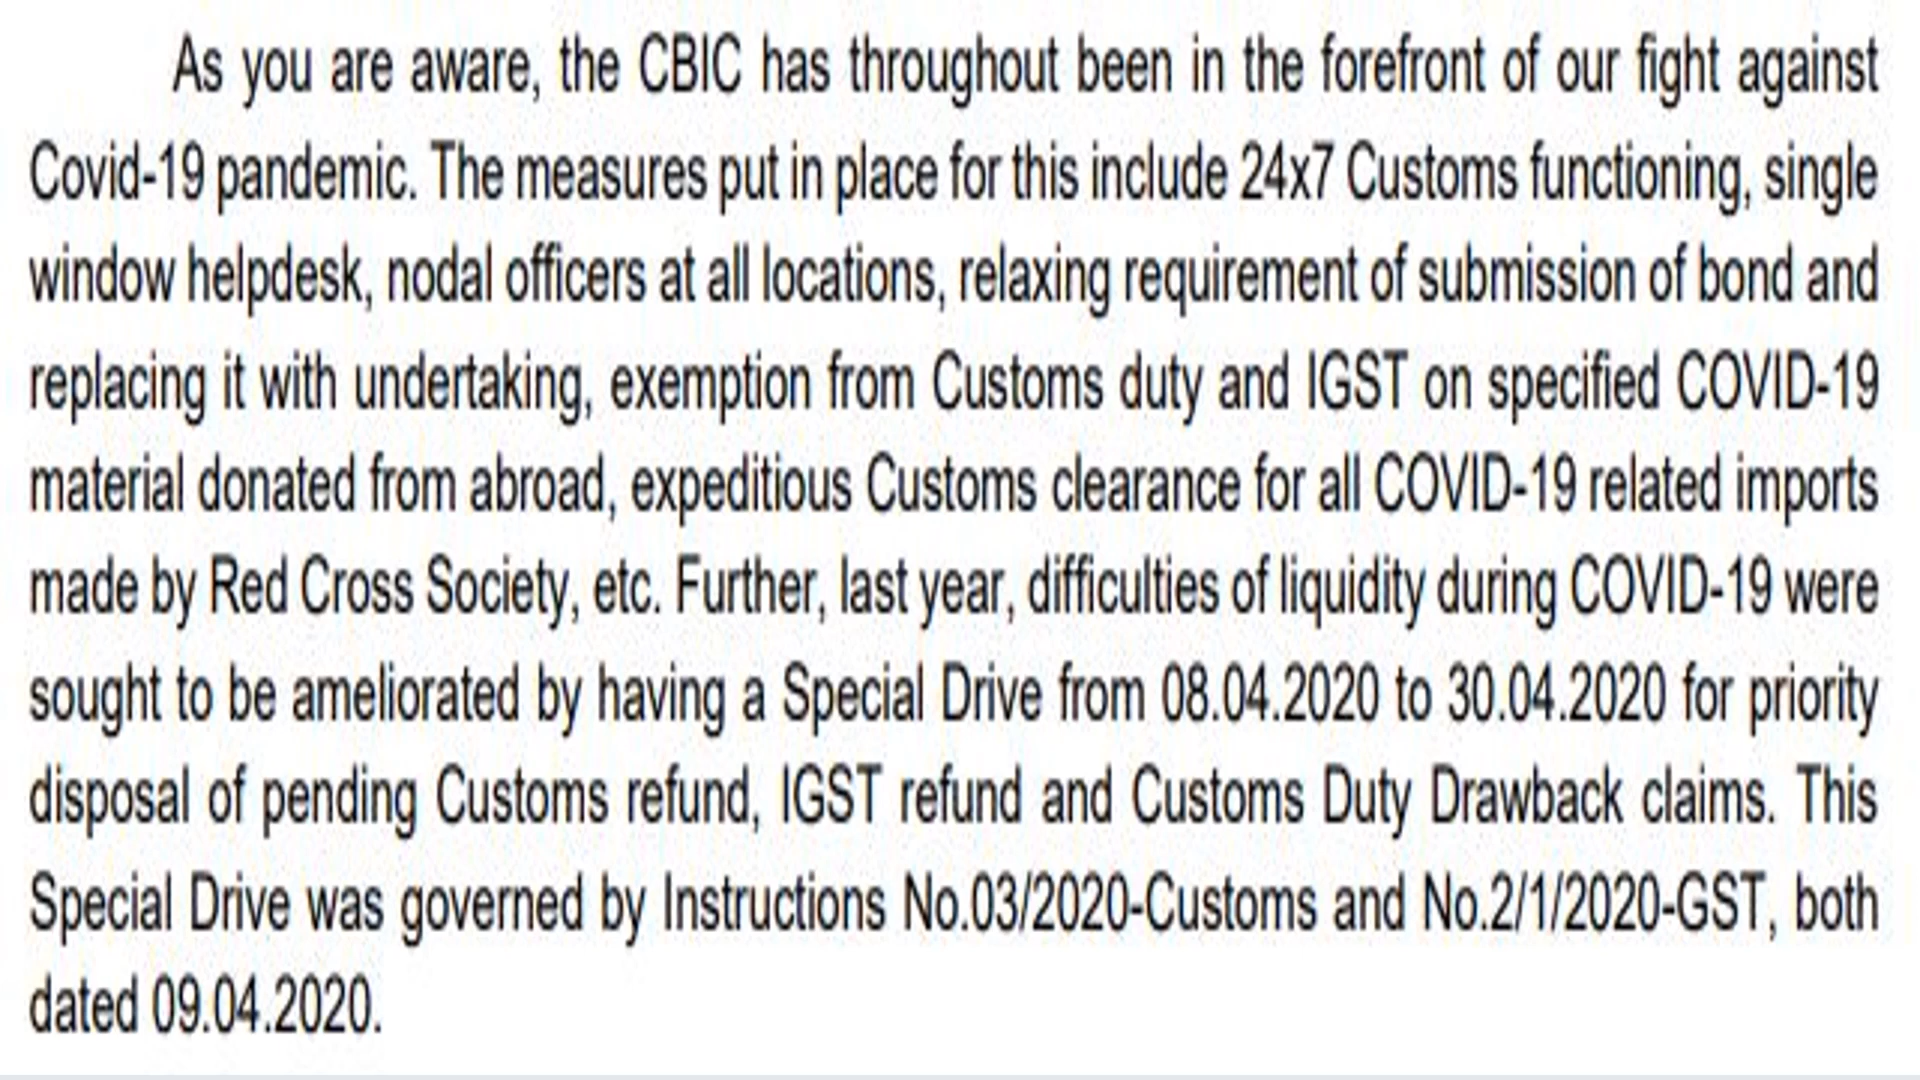 As you are aware, the CBIC has throughout been in the forefront of our fight against
Covid-19 pandemic. The measures put in place for this include 24x7 Customs functioning, single
window helpdesk, nodal officers at all locations, relaxing requirement of submission of bond and
replacing it with undertaking, exemption from Customs duty and IGST on specified COVID-19
material donated from abroad, expeditious Customs clearance for all COVID-19 related imports
made by Red Cross Society, etc. Further, last year, difficulties of liquidity during COVID-19 were
sought to be ameliorated by having a Special Drive from 08.04.2020 to 30.04.2020 for priority
disposal of pending Customs refund, IGST refund and Customs Duty Drawback claims. This
Special Drive was governed by Instructions No.03/2020-Customs and No.2/1/2020-GST, both
dated 09.04.2020.